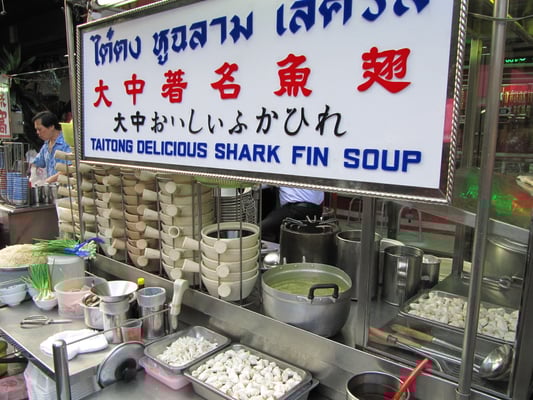 ไต๋ตง หูฉลาม เลิศรส
大中著名魚翅
大中おいしいふかひれ
TAITONG DELICIOUS SHARK FIN SOUP